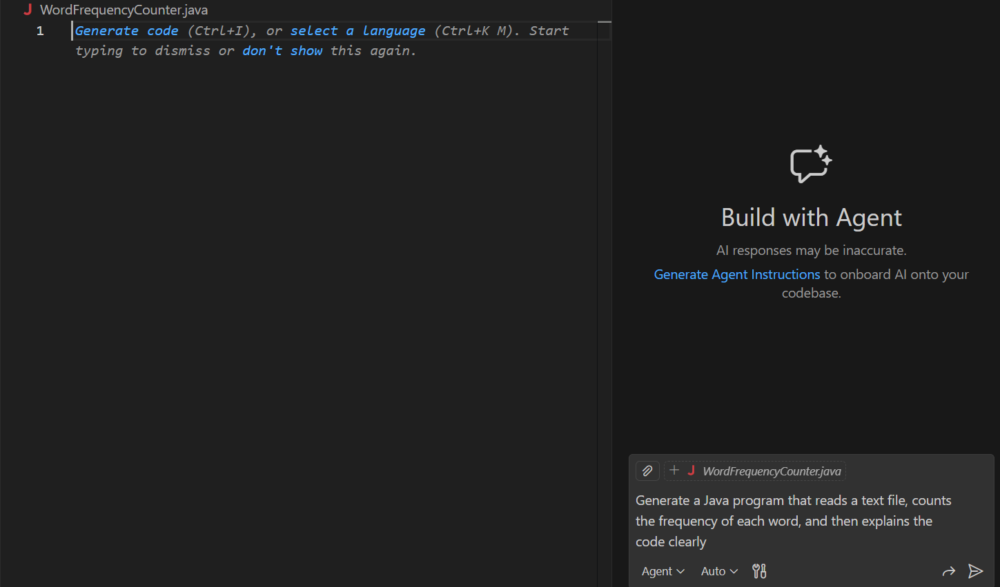 WordFrequencyCounter.java
1 Generate code (Ctrl+I), or select a language (Ctrl+K M). Start
typing to dismiss or don't show this again.
Build with Agent
AI responses may be inaccurate.
Generate Agent Instructions to onboard AI onto your
codebase.
WordFrequencyCounter.java
Generate a Java program that reads a text file, counts
the frequency of each word, and then explains the
code clearly
Agent Auto